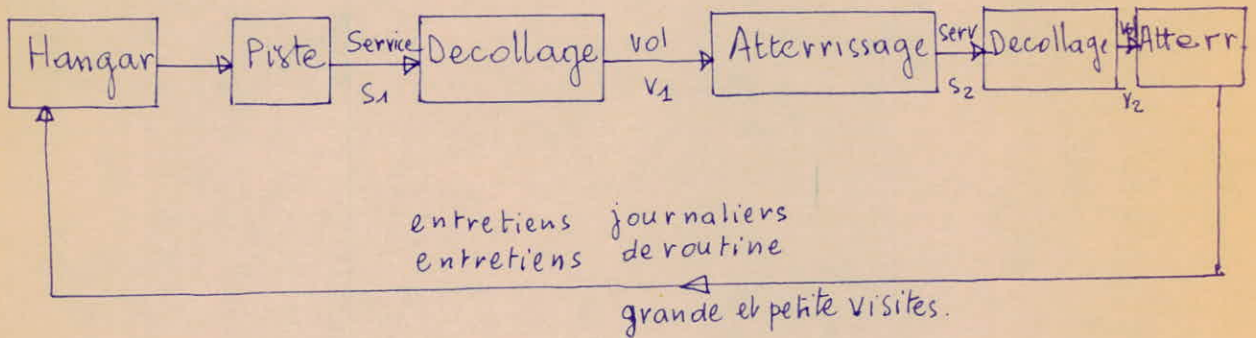 Hangar Piste Service Decollage vol Atterrissage Serv Decollage vol Atterr
S1 V1 S2 V2
entretiens journaliers
entretiens de routine
grande et petite visites.